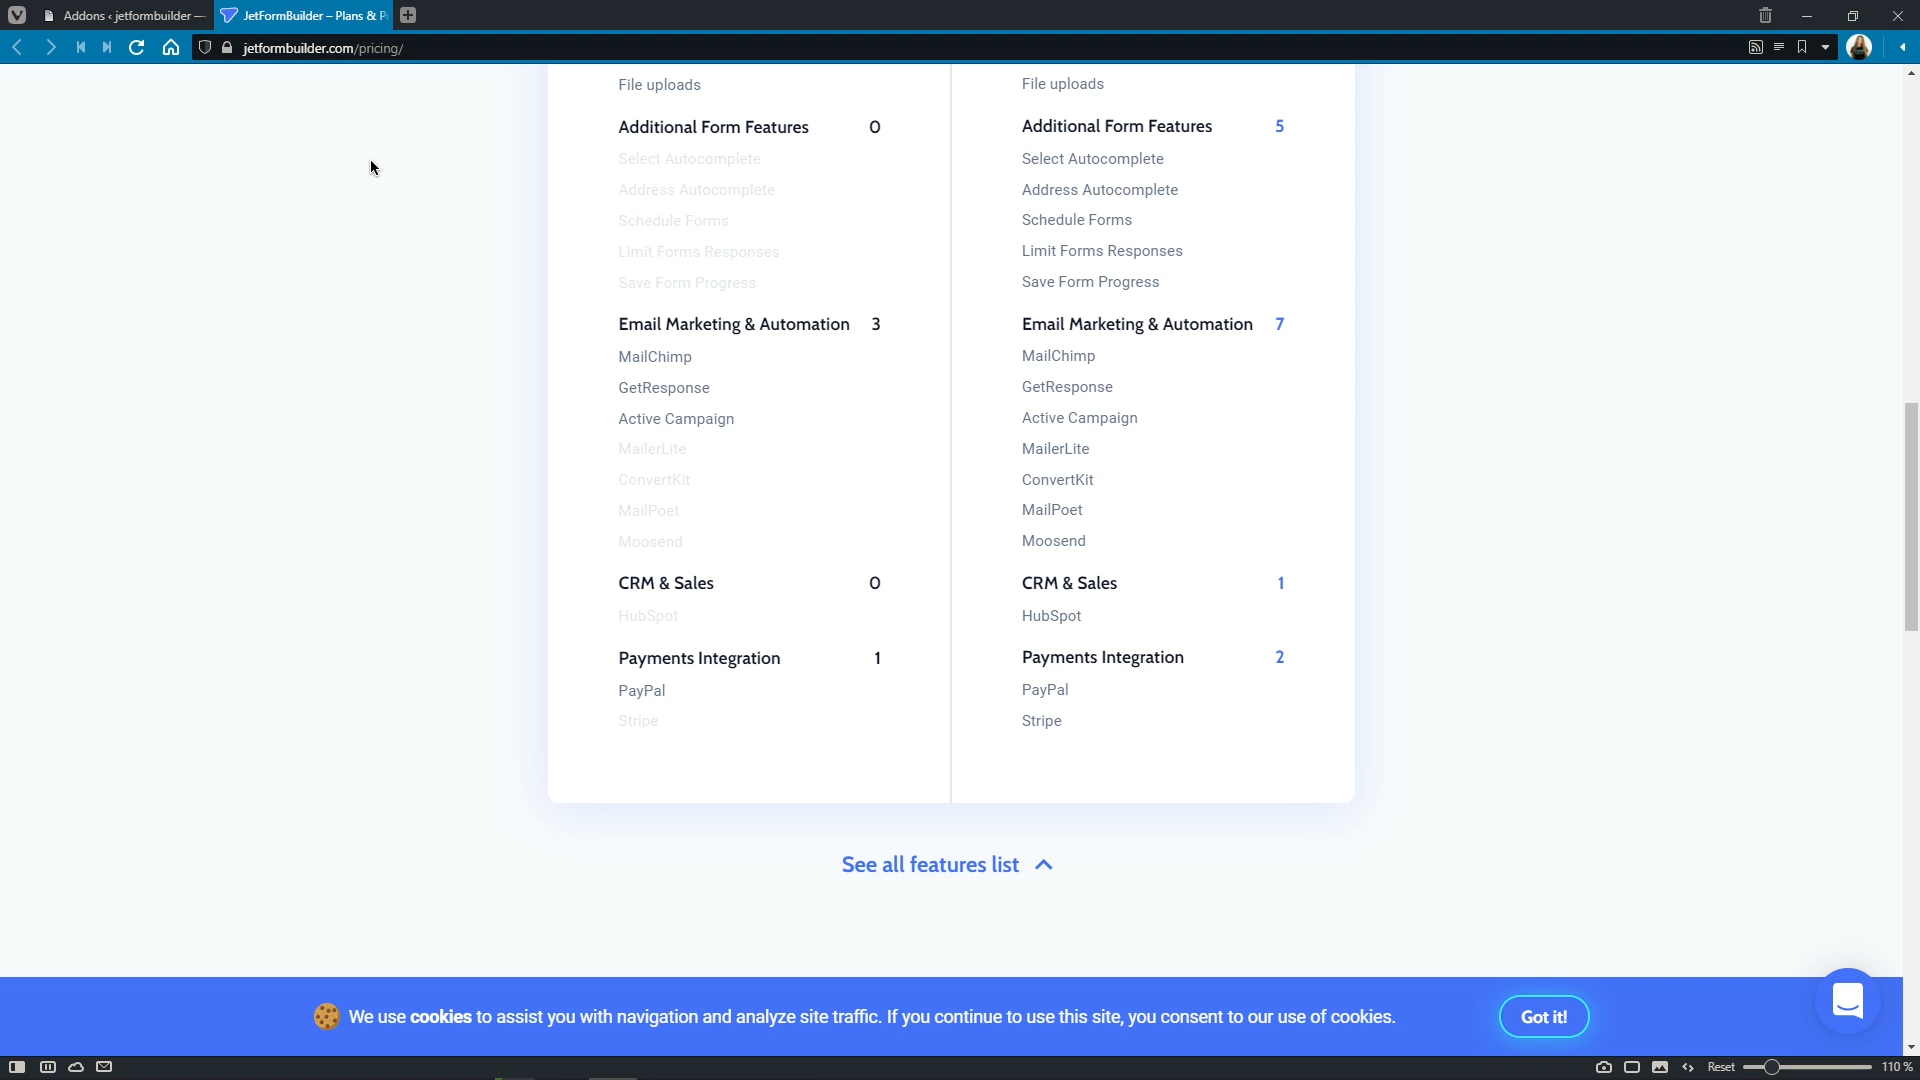 Addons ‹ jetformbuilder —
JetFormBuilder – Plans & P
jetformbuilder.com/pricing/
File uploads
Additional Form Features 0
Select Autocomplete
Address Autocomplete
Schedule Forms
Limit Forms Responses
Save Form Progress
Email Marketing & Automation 3
MailChimp
GetResponse
Active Campaign
MailerLite
ConvertKit
MailPoet
Moosend
CRM & Sales 0
HubSpot
Payments Integration 1
PayPal
Stripe
File uploads
Additional Form Features 5
Select Autocomplete
Address Autocomplete
Schedule Forms
Limit Forms Responses
Save Form Progress
Email Marketing & Automation 7
MailChimp
GetResponse
Active Campaign
MailerLite
ConvertKit
MailPoet
Moosend
CRM & Sales 1
HubSpot
Payments Integration 2
PayPal
Stripe
See all features list
We use cookies to assist you with navigation and analyze site traffic. If you continue to use this site, you consent to our use of cookies.
Got it!
Reset 110 %